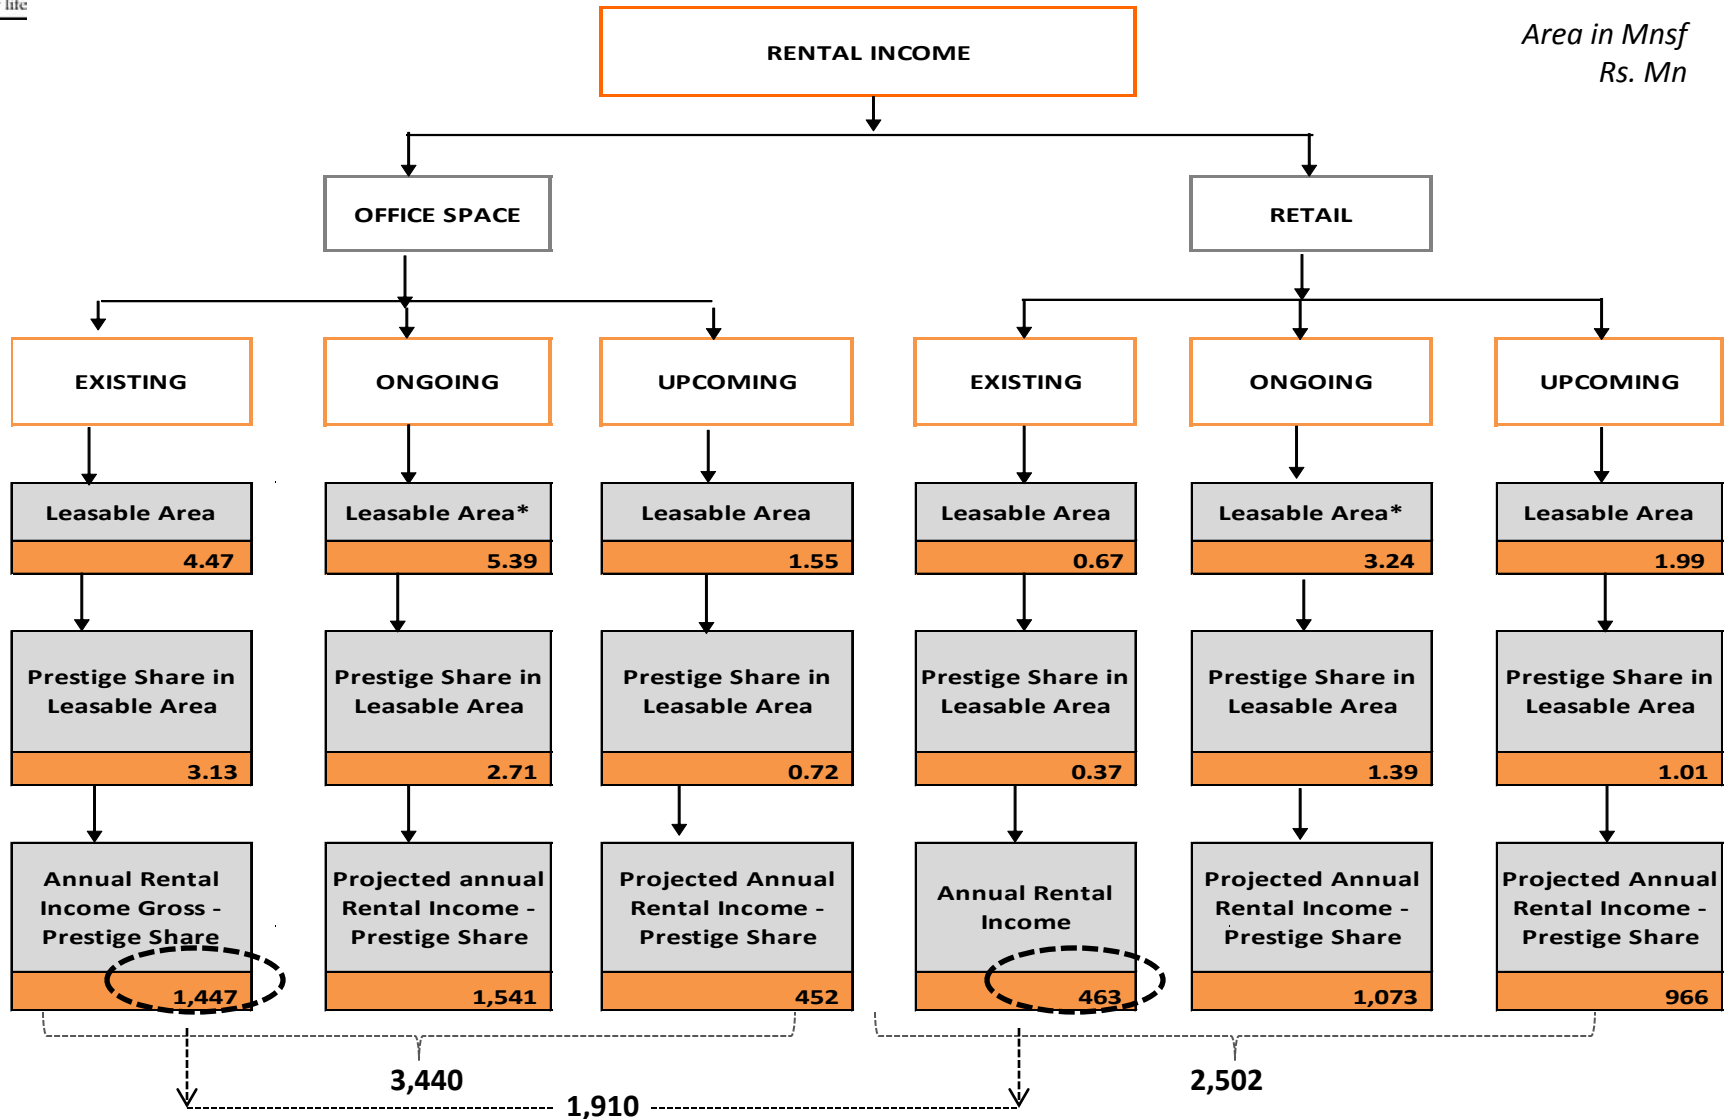 life
RENTAL INCOME
Area in Mnsf
Rs. Mn
OFFICE SPACE
RETAIL
EXISTING
ONGOING
UPCOMING
EXISTING
ONGOING
UPCOMING
Leasable Area
Leasable Area*
Leasable Area
Leasable Area
Leasable Area*
Leasable Area
4.47
5.39
1.55
0.67
3.24
1.99
Prestige Share in
Leasable Area
Prestige Share in
Leasable Area
Prestige Share in
Leasable Area
Prestige Share in
Leasable Area
Prestige Share in
Leasable Area
Prestige Share in
Leasable Area
3.13
2.71
0.72
0.37
1.39
1.01
Annual Rental
Income Gross -
Prestige Share
Projected annual
Rental Income -
Prestige Share
Projected Annual
Rental Income -
Prestige Share
Annual Rental
Income
Projected Annual
Rental Income -
Prestige Share
Projected Annual
Rental Income -
Prestige Share
1,447
1,541
452
463
1,073
966
3,440
2,502
1,910